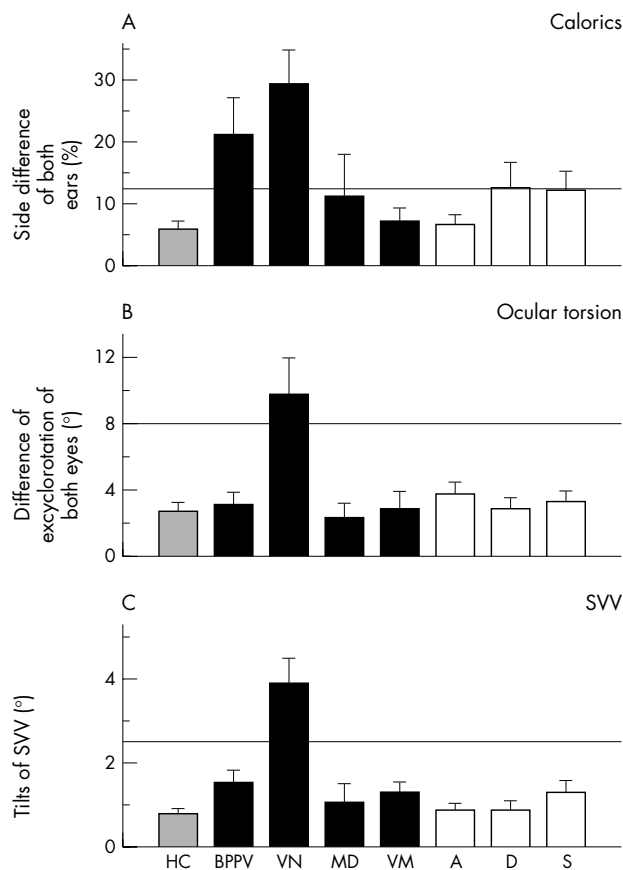 A
Calorics
Side difference
of both
ears (%)
30
20
10
0
B
Ocular torsion
Difference of
excyclorotation of
both eyes (°)
12
8
4
0
C
SVV
Tilts of SVV (°)
4
2
0
HC BPPV VN MD VM A D S